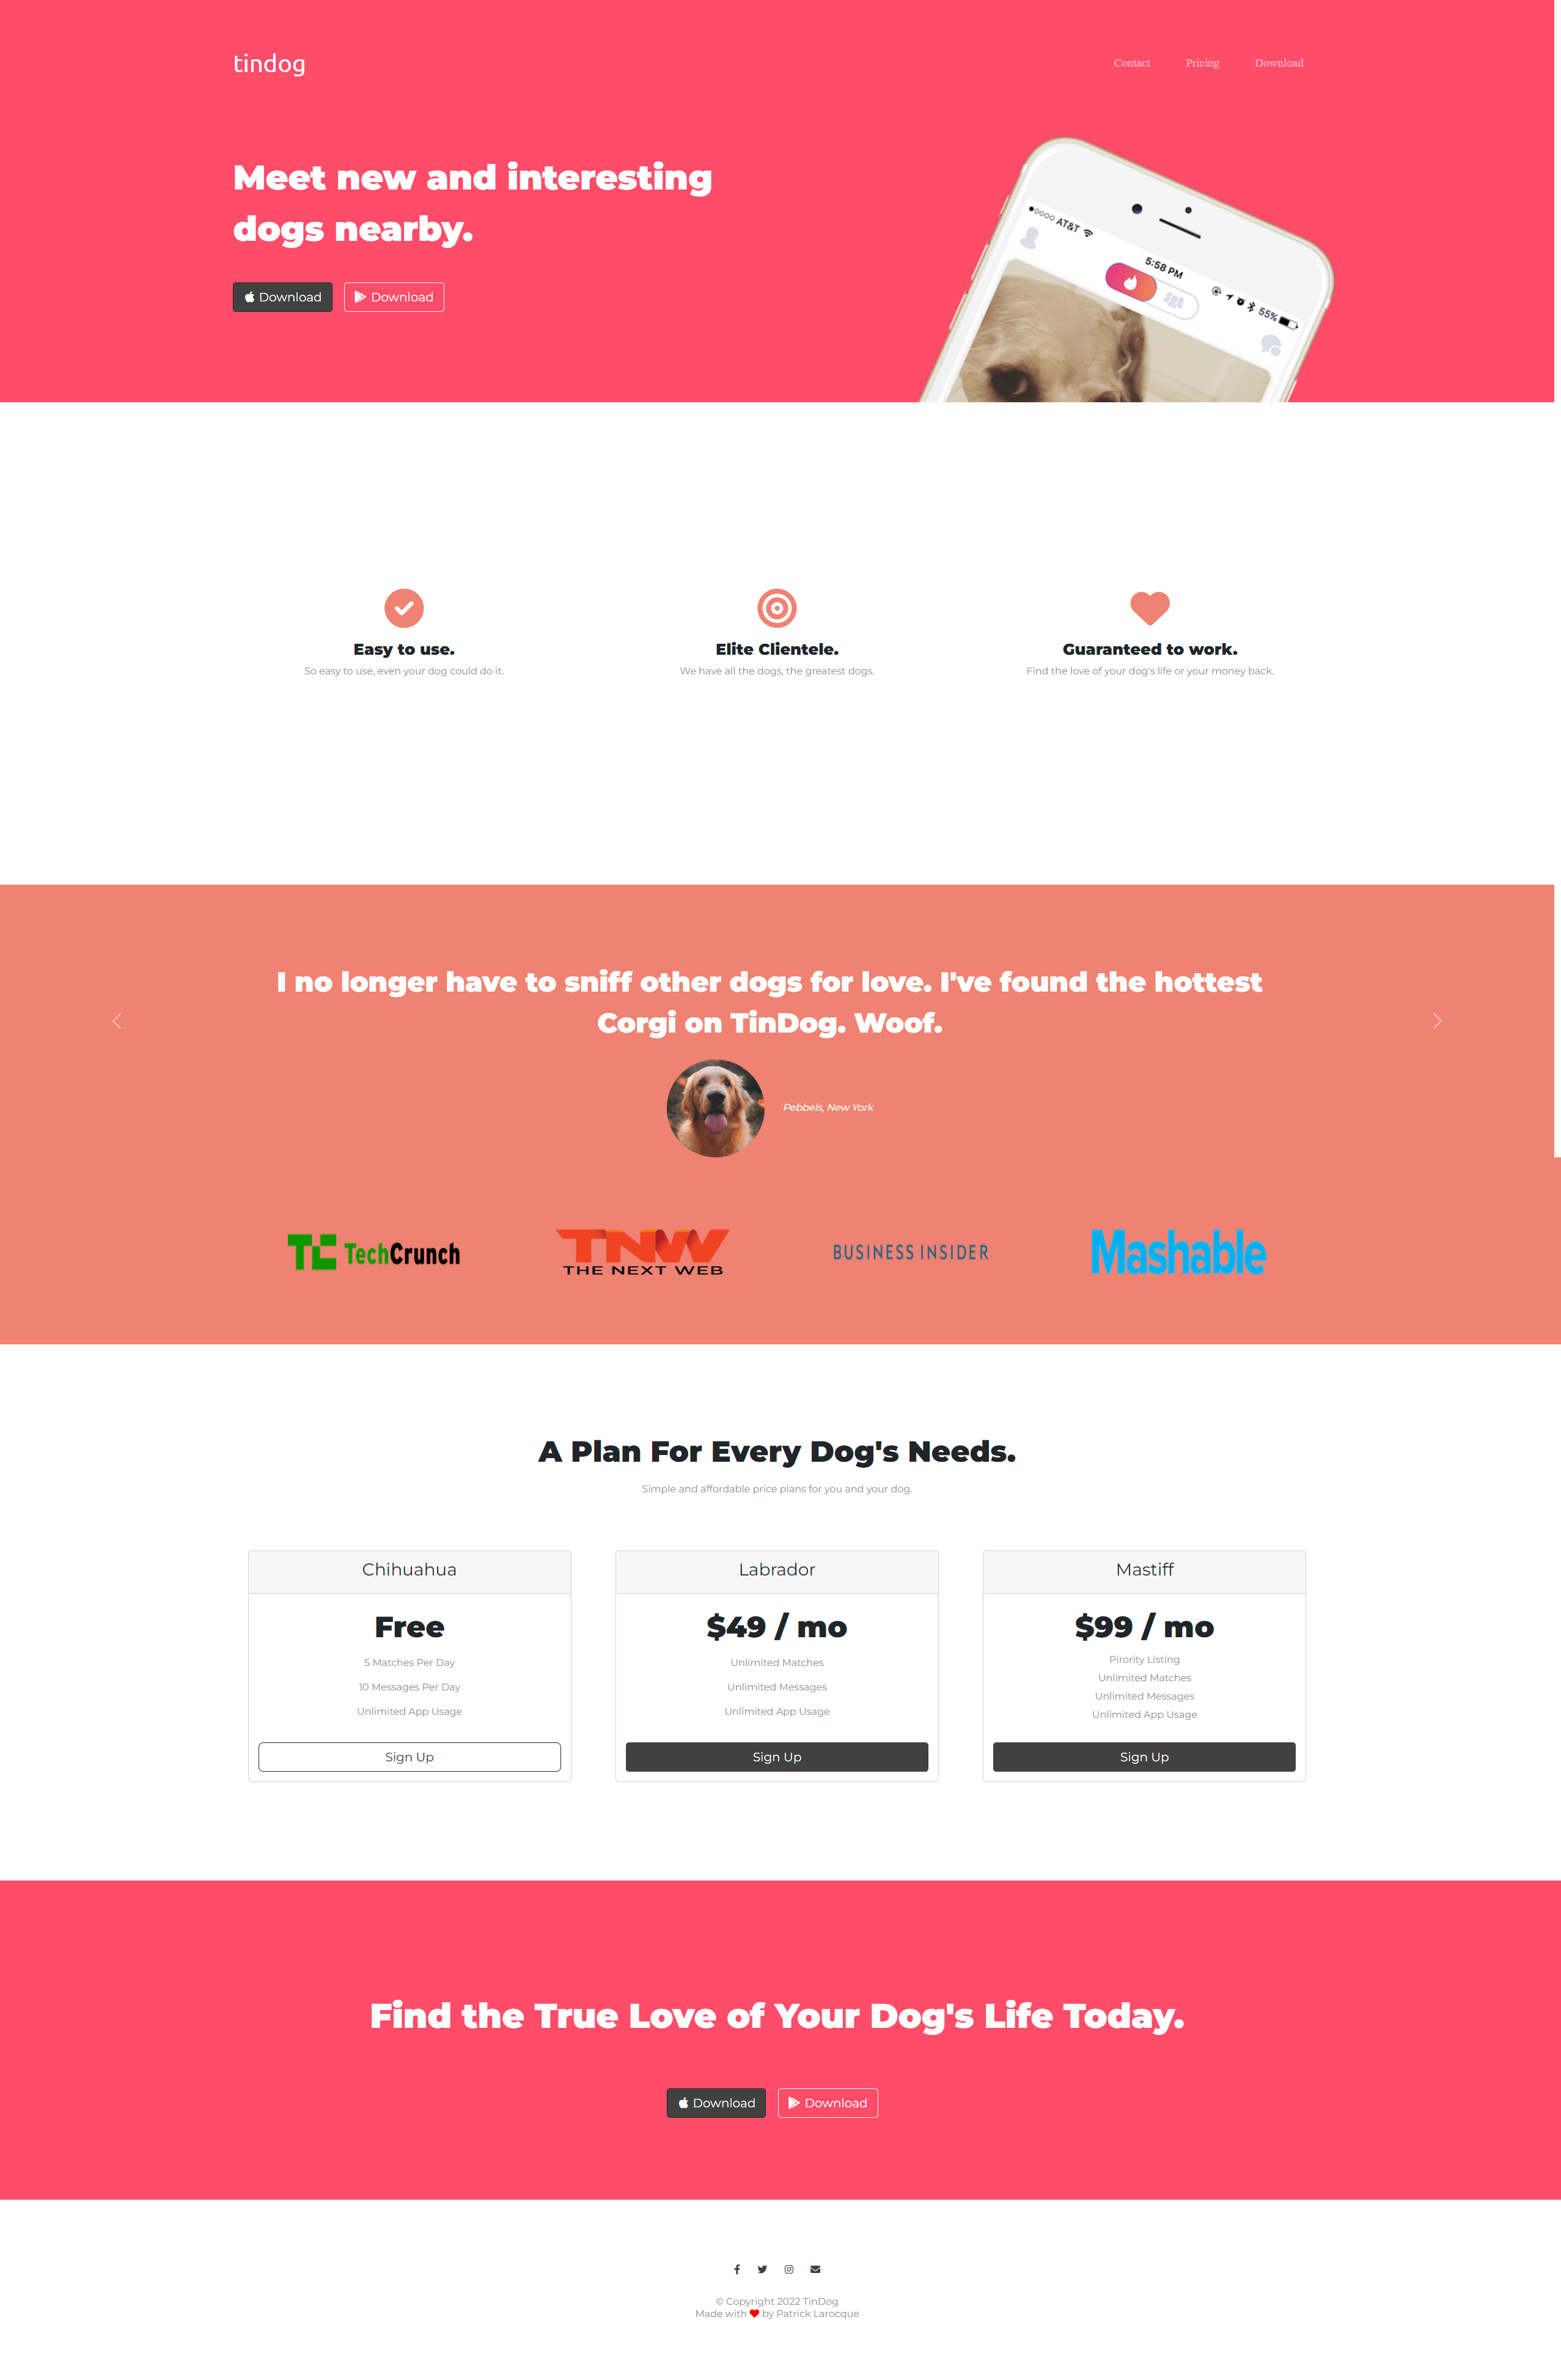 tindog
Contact Pricing Download
Meet new and interesting
dogs nearby.
Download Download
AT&T
5:58 PM
55%
Easy to use. Elite Clientele. Guaranteed to work.
So easy to use, even your dog could do it. We have all the dogs, the greatest dogs. Find the love of your dog's life or your money back.
I no longer have to sniff other dogs for love. I've found the hottest
Corgi on TinDog. Woof.
Pebbels, New York
TC TechCrunch
TNW
THE NEXT WEB
BUSINESS INSIDER
Mashable
A Plan For Every Dog's Needs.
Simple and affordable price plans for you and your dog.
Chihuahua
Free
5 Matches Per Day
10 Messages Per Day
Unlimited App Usage
Sign Up
Labrador
$49 / mo
Unlimited Matches
Unlimited Messages
Unlimited App Usage
Sign Up
Mastiff
$99 / mo
Pirority Listing
Unlimited Matches
Unlimited Messages
Unlimited App Usage
Sign Up
Find the True Love of Your Dog's Life Today.
Download Download
© Copyright 2022 TinDog
Made with ❤ by Patrick Larocque